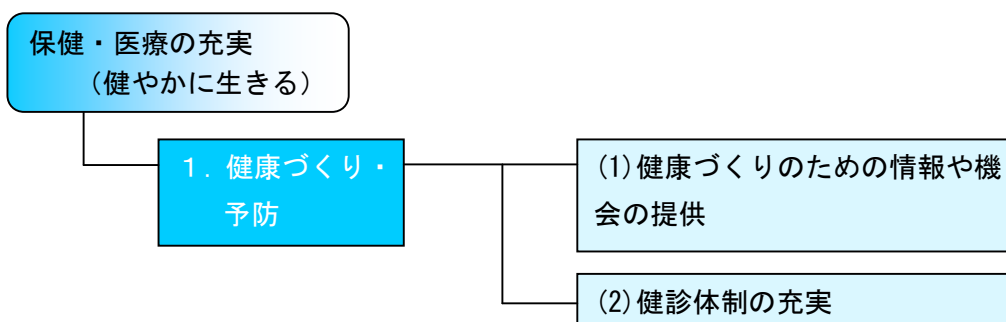 保健・医療の充実
（健やかに生きる）
１．健康づくり・
予防
(1)健康づくりのための情報や機
会の提供
(2)健診体制の充実